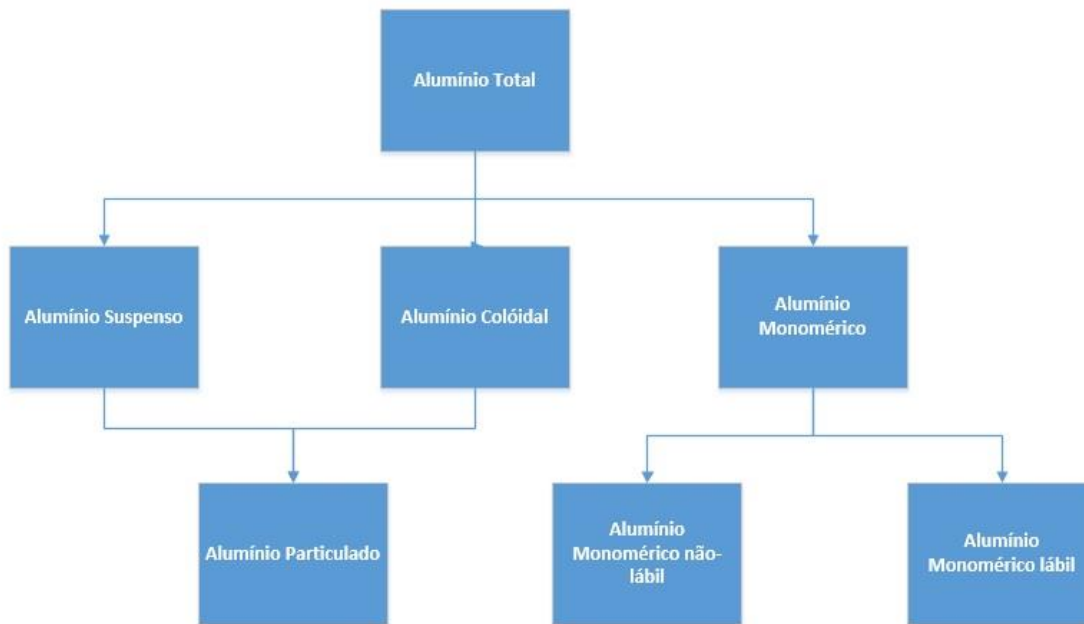 Alumínio Total
Alumínio Suspenso
Alumínio Colóidal
Alumínio
Monomérico
Alumínio Particulado
Alumínio
Monomérico não-
lábil
Alumínio
Monomérico lábil